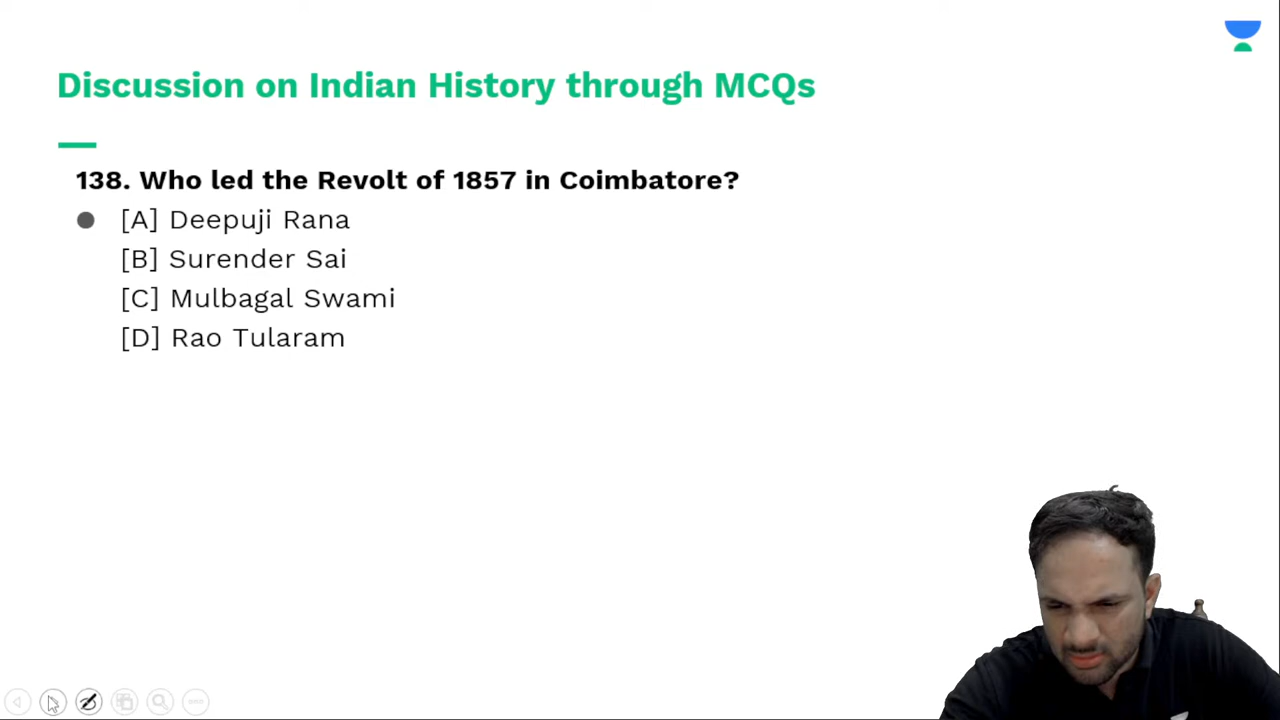 Discussion on Indian History through MCQs
138. Who led the Revolt of 1857 in Coimbatore?
[A] Deepuji Rana
[B] Surender Sai
[C] Mulbagal Swami
[D] Rao Tularam